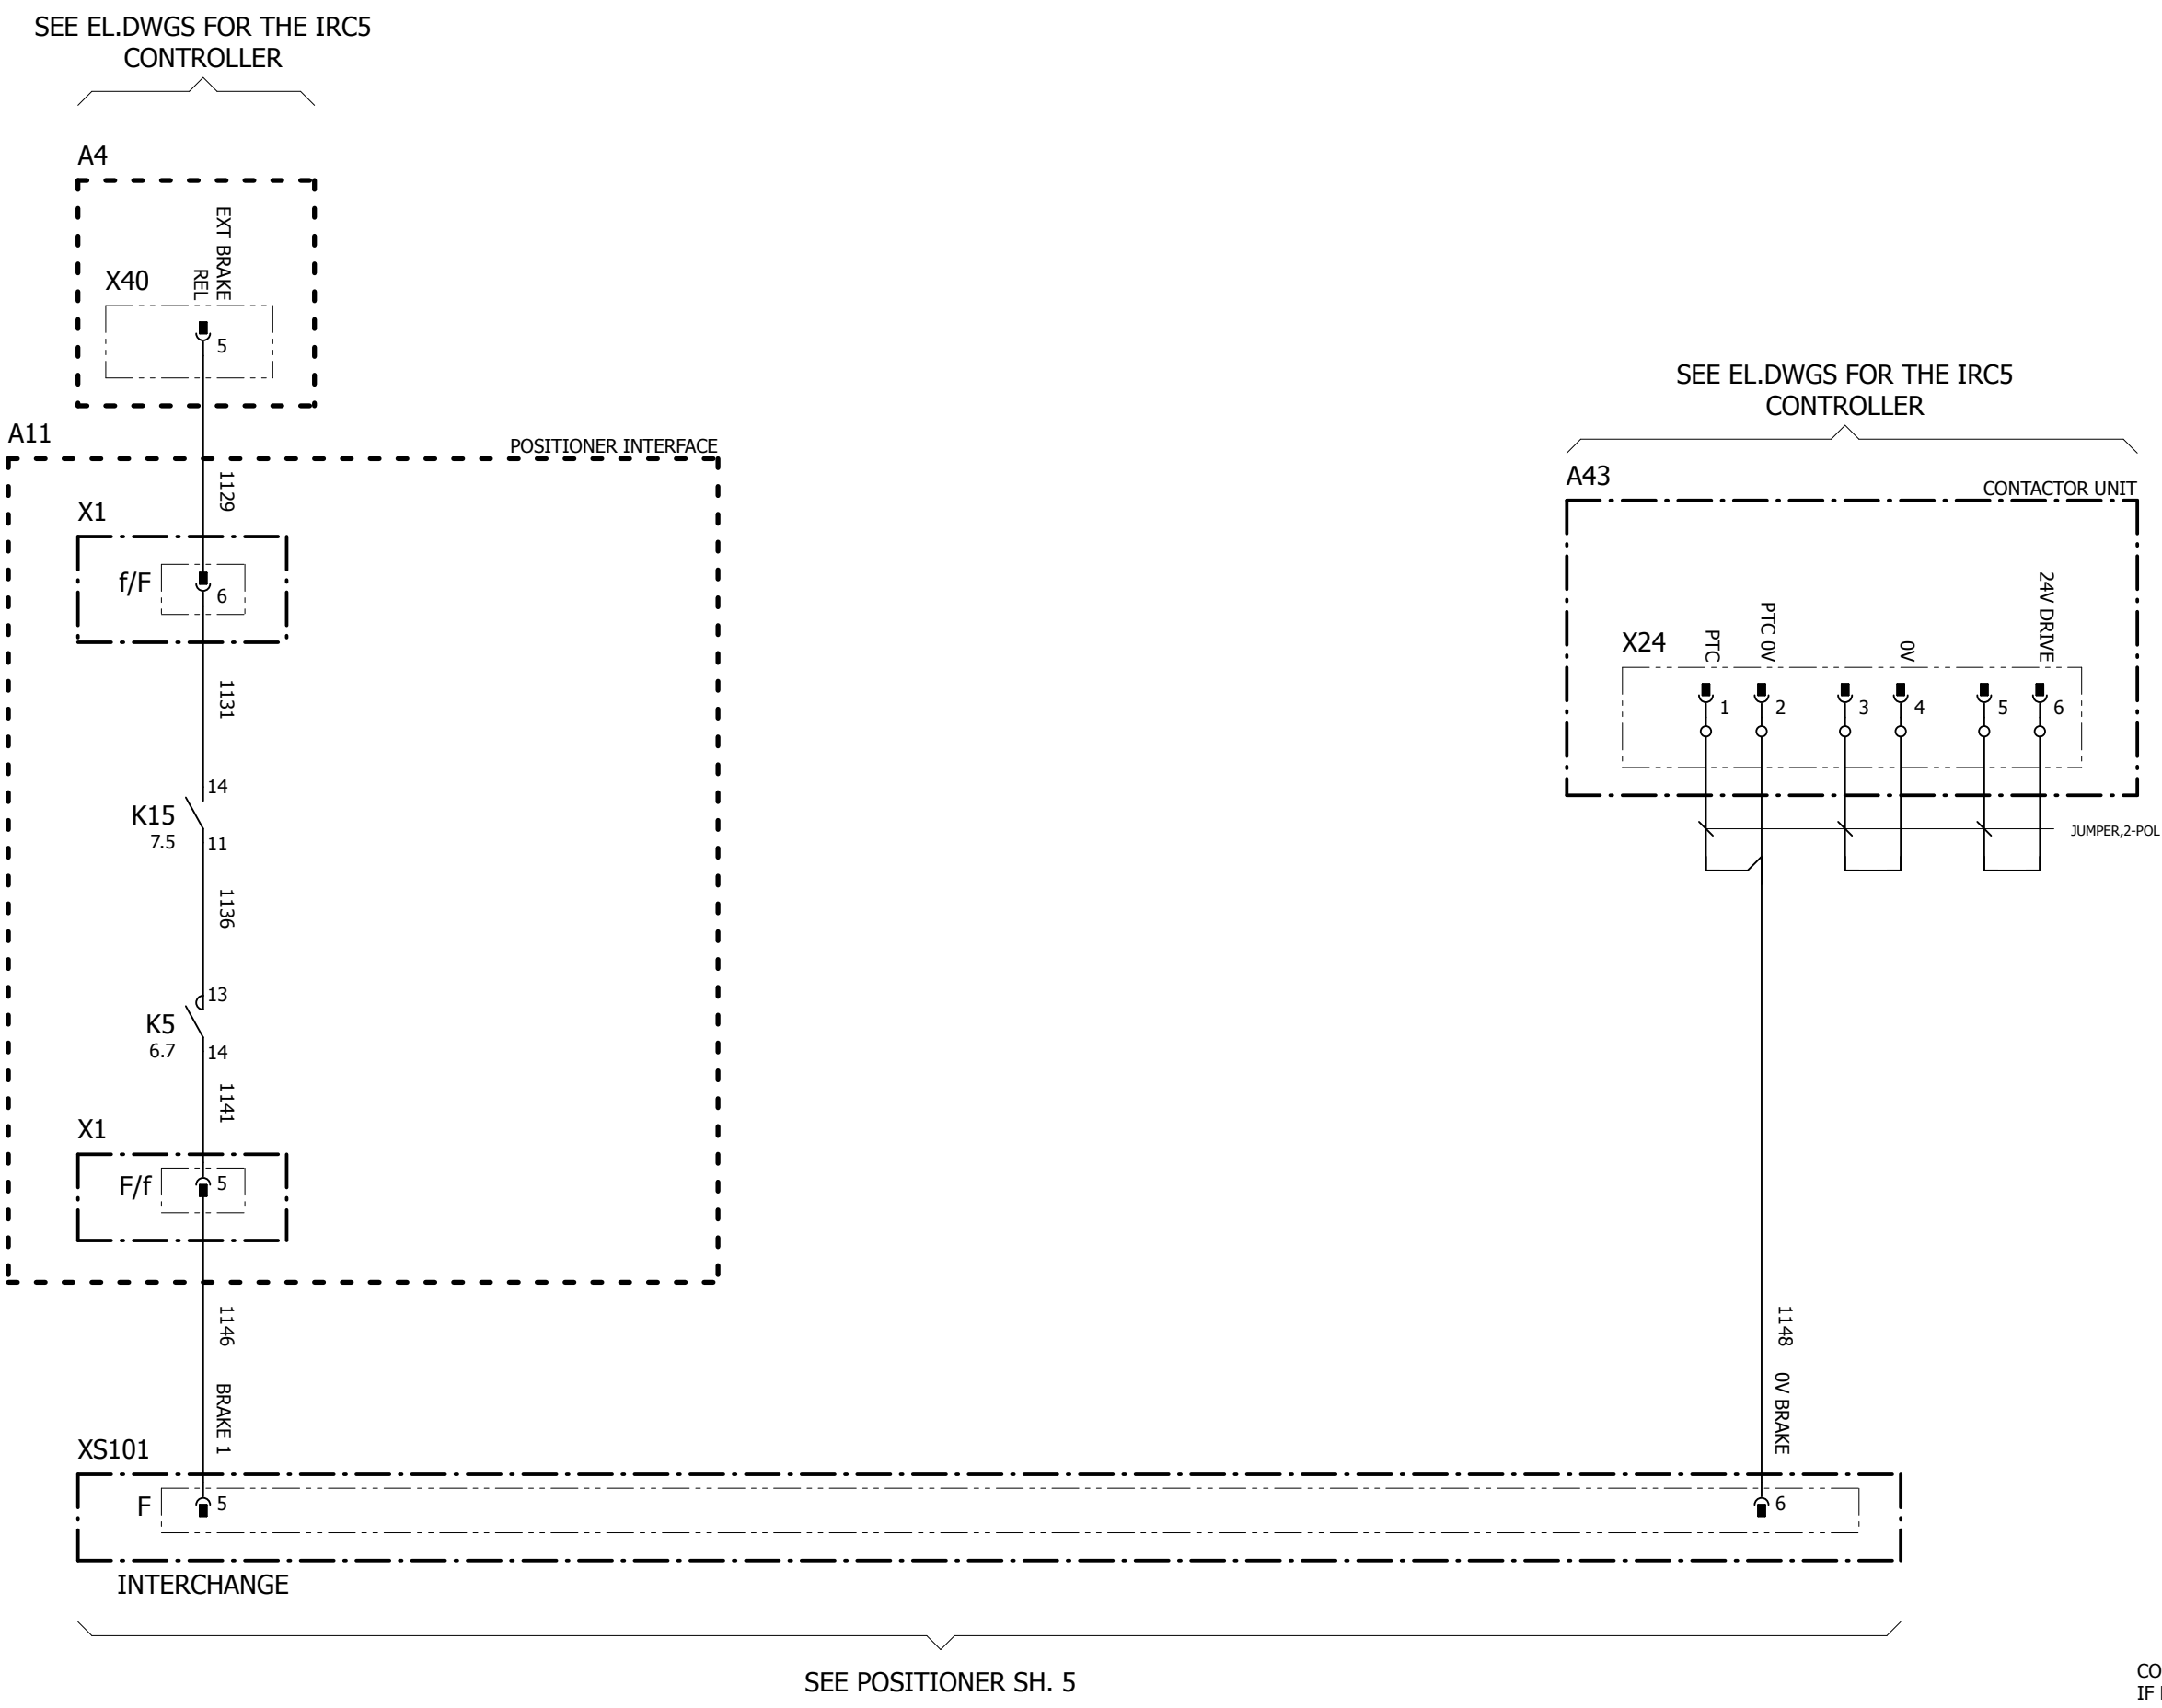 SEE EL.DWGS FOR THE IRC5
CONTROLLER
A4
EXT BRAKE
REL
X40
5
A11
POSITIONER INTERFACE
1129
X1
f/F
6
1131
14
K15
7.5
11
1136
13
K5
6.7
14
1141
X1
F/f
5
1146
BRAKE 1
SEE EL.DWGS FOR THE IRC5
CONTROLLER
A43
CONTACTOR UNIT
X24
PTC
PTC 0V
0V
24V DRIVE
1 2 3 4 5 6
JUMPER,2-POL
1148
0V BRAKE
XS101
F
5
6
INTERCHANGE
SEE POSITIONER SH. 5
CO
IF